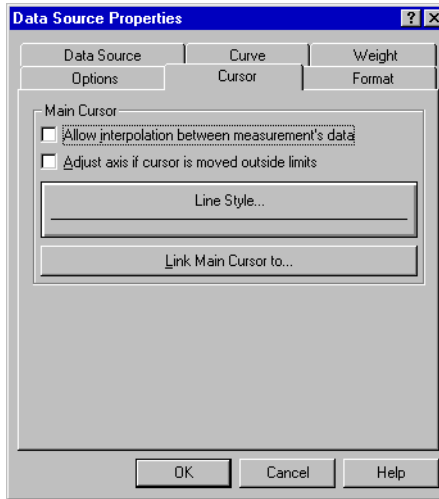 Data Source Properties
Data Source Curve Weight
Options Cursor Format
Main Cursor
Allow interpolation between measurement's data
Adjust axis if cursor is moved outside limits
Line Style...
Link Main Cursor to...
OK Cancel Help